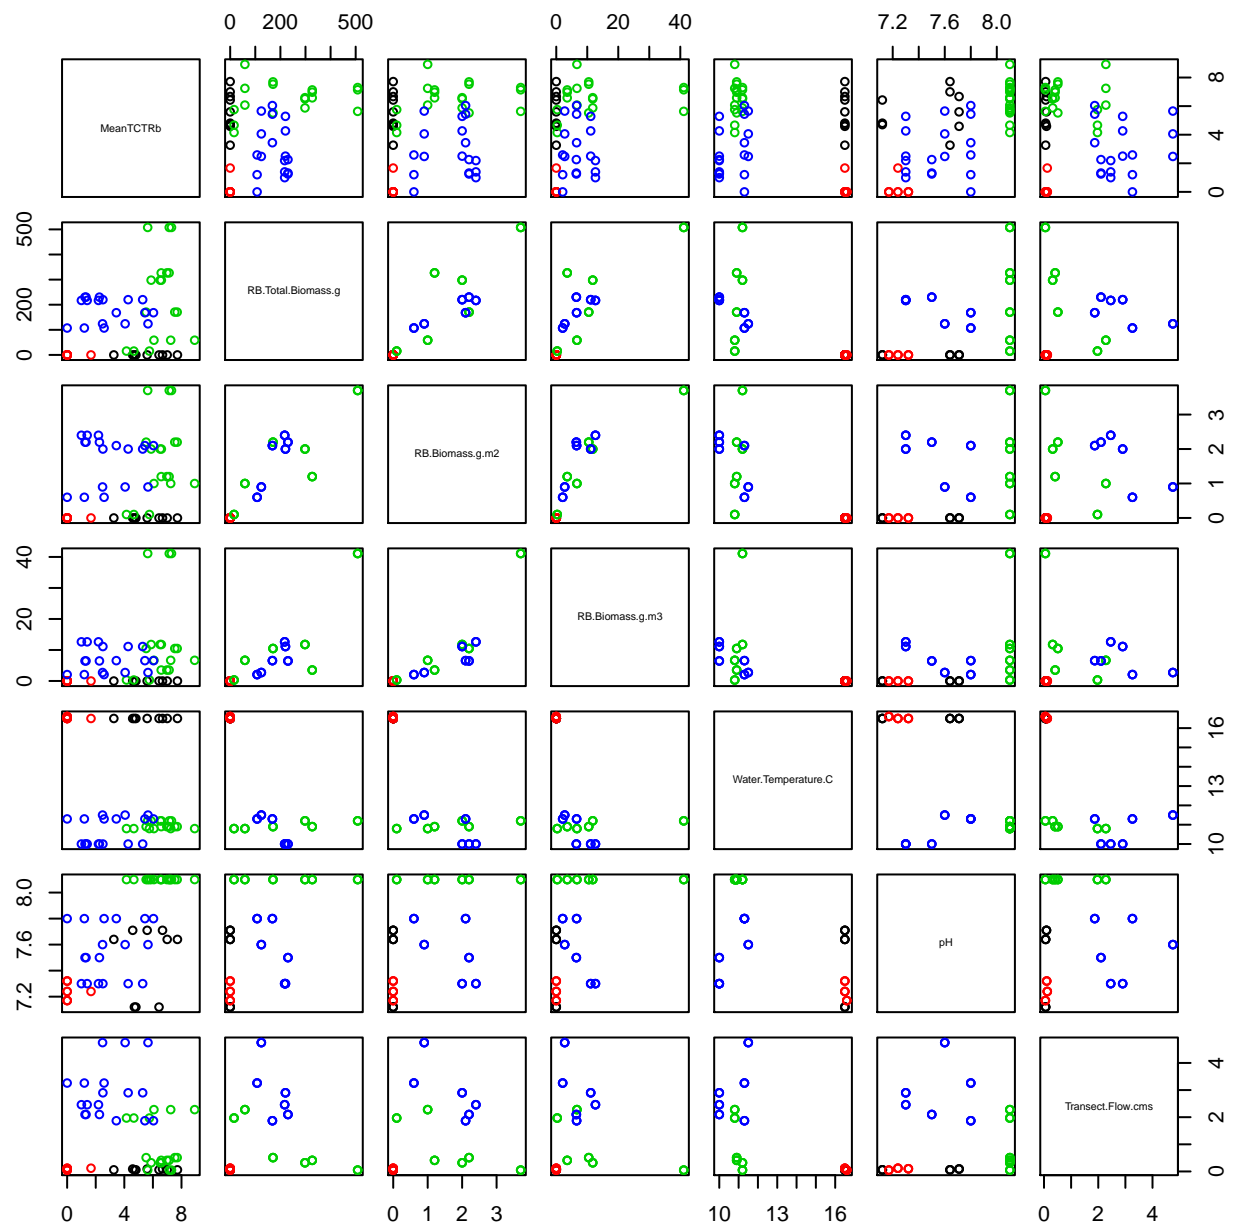 0 200 500 0 20 40 7.2 7.6 8.0
MeanTCTRb
0 4 8
0 200 500
RB.Total.Biomass.g
RB.Biomass.g.m2
0 1 2 3
0 20 40
RB.Biomass.g.m3
Water.Temperature.C
10 13 16
7.2 7.6 8.0
pH
Transect.Flow.cms
0 2 4
0 4 8 0 1 2 3 10 13 16 0 2 4